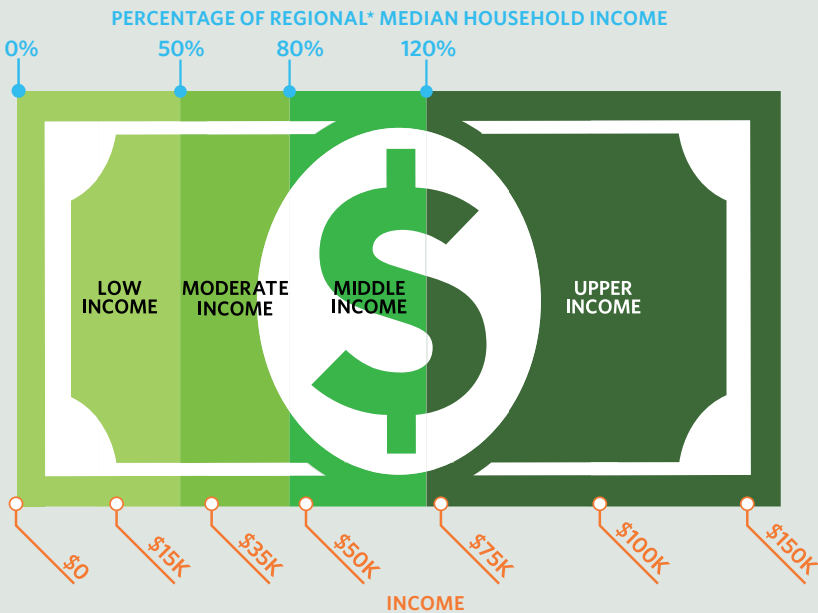 PERCENTAGE OF REGIONAL* MEDIAN HOUSEHOLD INCOME
0%
50%
80%
120%
LOW
INCOME
MODERATE
INCOME
MIDDLE
INCOME
UPPER
INCOME
$
$0
$15K
$35K
$50K
$75K
$100K
$150K
INCOME